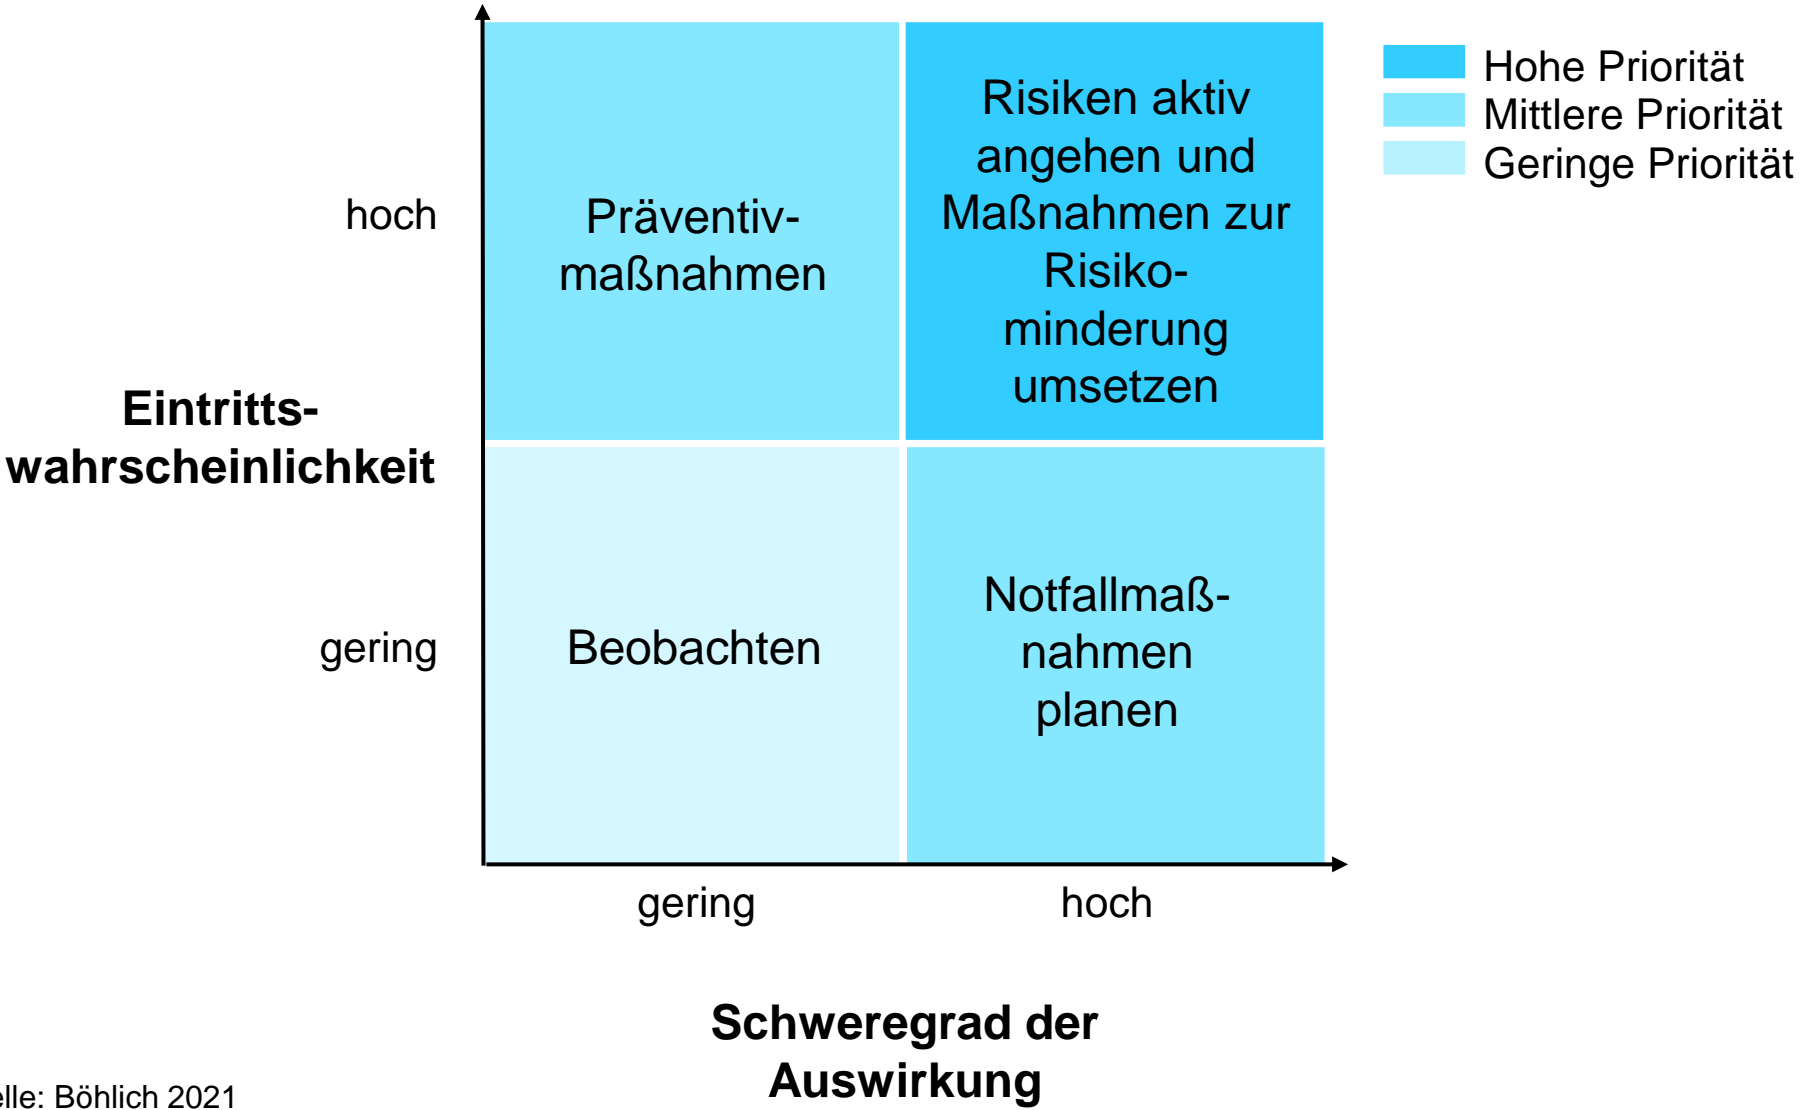 Hohe Priorität
Mittlere Priorität
Geringe Priorität
Risiken aktiv
angehen und
Maßnahmen zur
Risiko-
minderung
umsetzen
hoch
Präventiv-
maßnahmen
Eintritts-
wahrscheinlichkeit
gering
Beobachten
Notfallmaß-
nahmen
planen
gering
hoch
Schweregrad der
Auswirkung
elle: Böhlich 2021